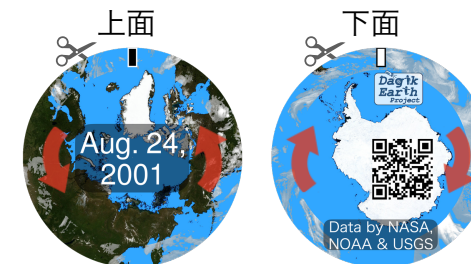 上面
下面
Aug. 24,
2001
Dagik
Earth
Project
Data by NASA,
NOAA & USGS